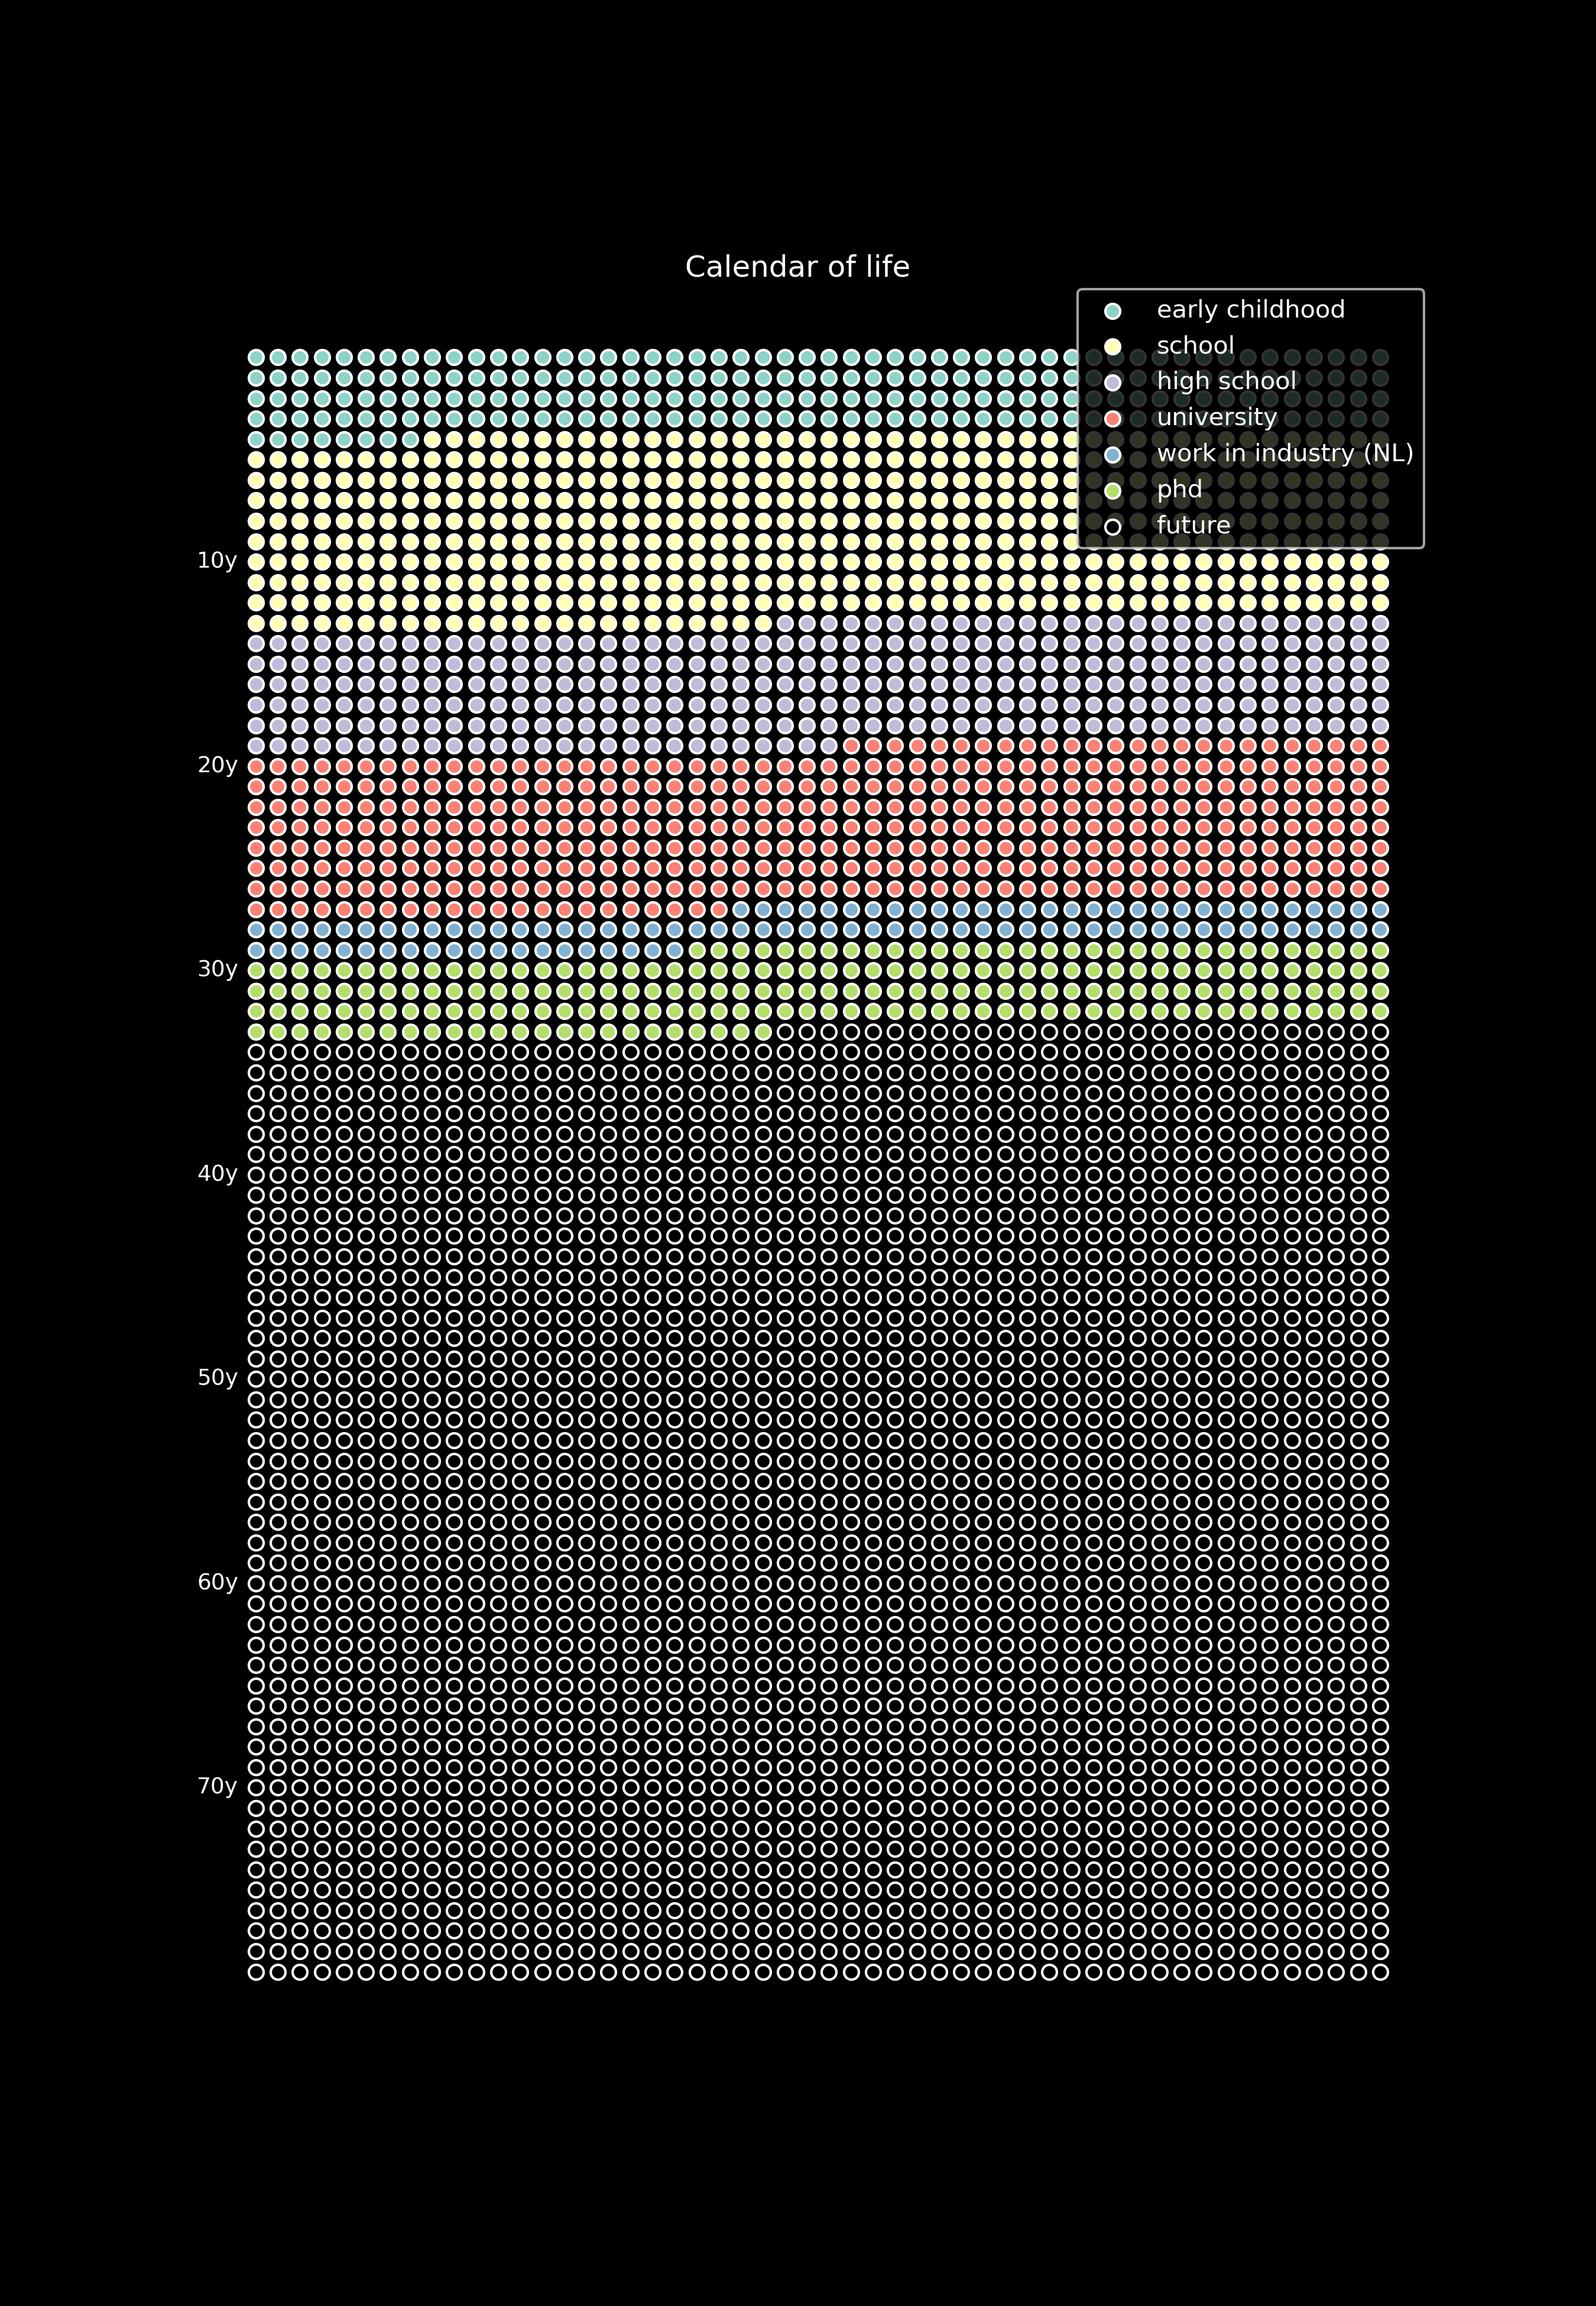 Calendar of life
early childhood
school
high school
university
work in industry (NL)
phd
future
10y
20y
30y
40y
50y
60y
70y